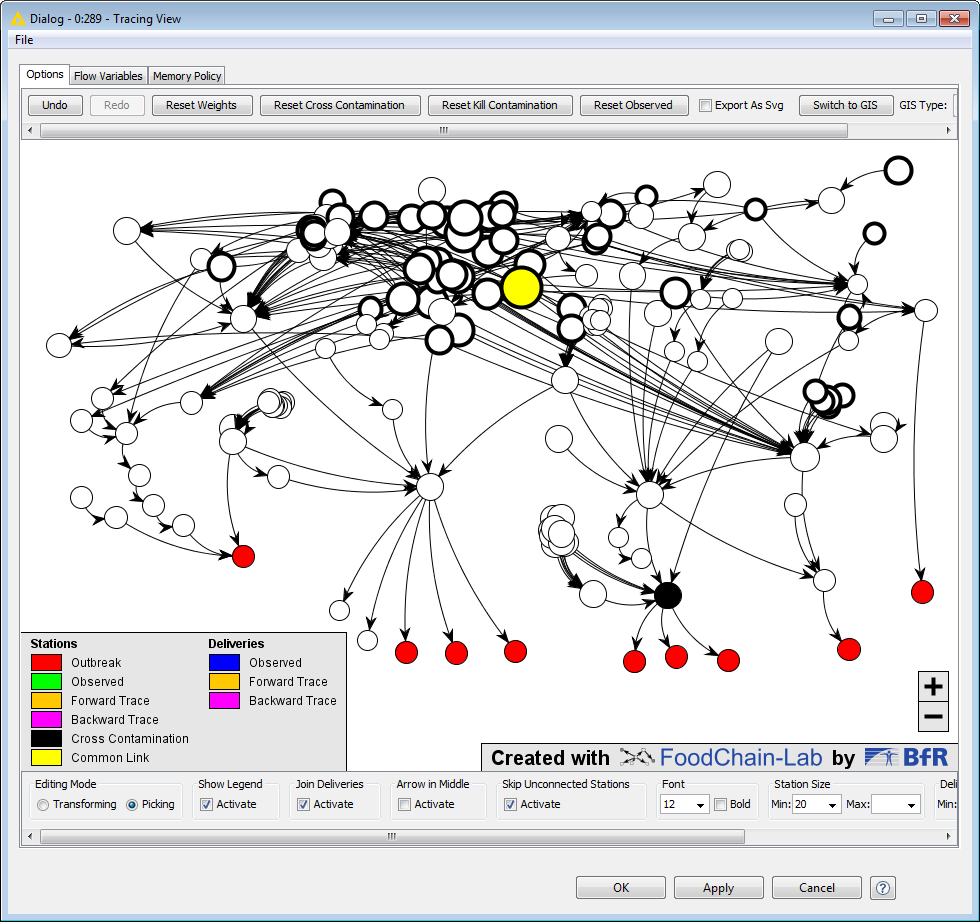 Dialog - 0:289 - Tracing View
File
Options Flow Variables Memory Policy
Undo Redo Reset Weights Reset Cross Contamination Reset Kill Contamination Reset Observed Export As Svg Switch to GIS GIS Type:
Stations Deliveries
Outbreak Observed
Observed Forward Trace
Forward Trace Backward Trace
Backward Trace
Cross Contamination
Common Link
+
−
Created with FoodChain-Lab by BfR
Editing Mode Show Legend Join Deliveries Arrow in Middle Skip Unconnected Stations Font Station Size Deli
Transforming Picking Activate Activate Activate Activate 12 Bold Min: 20 Max: Min:
OK Apply Cancel ?